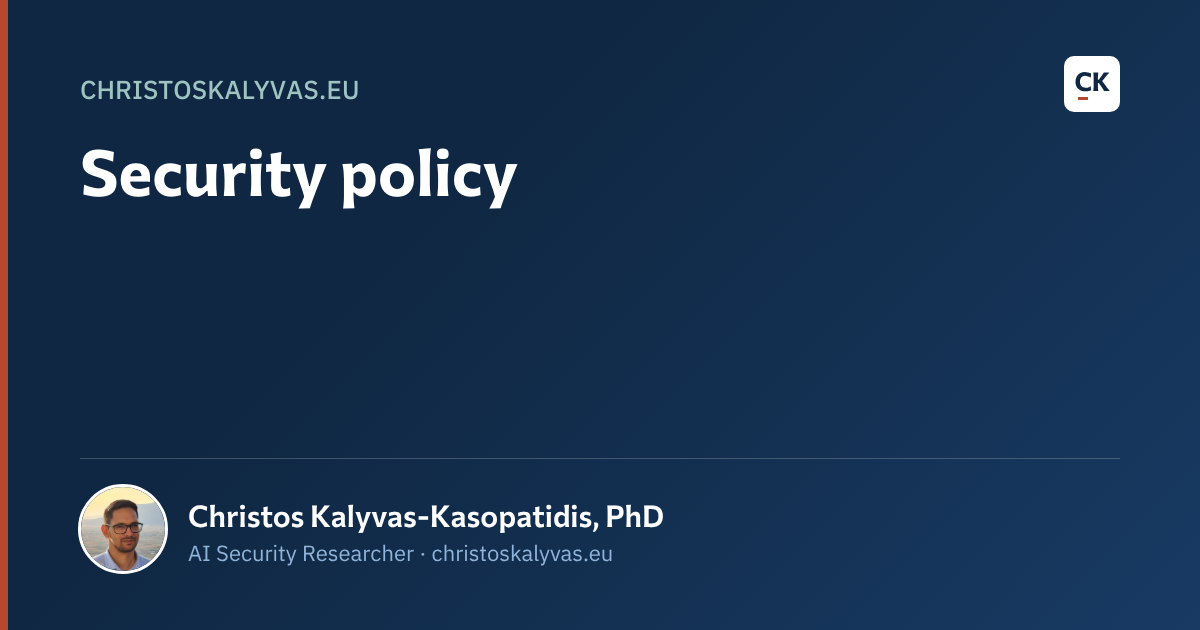 CHRISTOSKALYVAS.EU
CK
Security policy
Christos Kalyvas-Kasopatidis, PhD
AI Security Researcher · christoskalyvas.eu